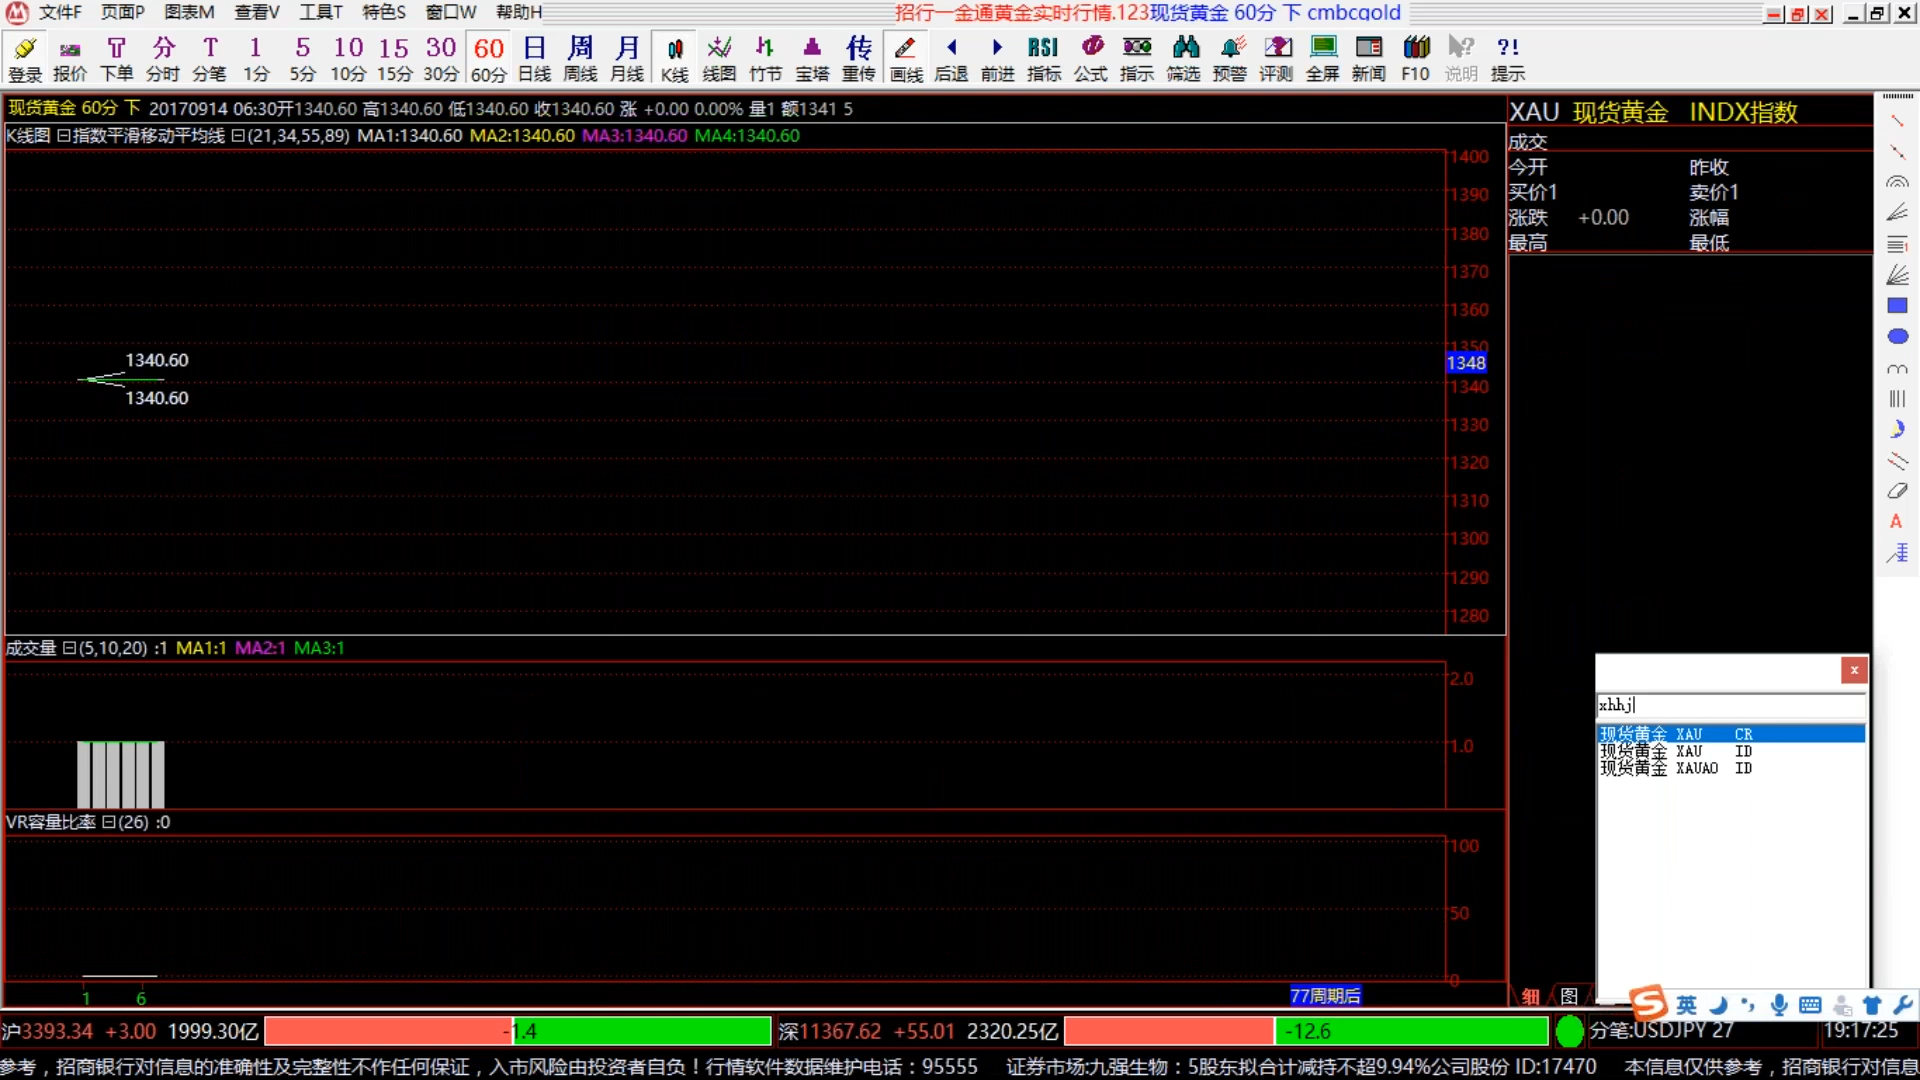 文件F 页面P 图表M 查看V 工具T 特色S 窗口W 帮助H 招行一金通黄金实时行情.123现货黄金 60分 下 cmbcgold
T 分 T 1 5 10 15 30 60 日 周 月 传 RSI ?!
登录 报价 下单 分时 分笔 1分 5分 10分 15分 30分 60分 日线 周线 月线 K线 线图 竹节 宝塔 重传 画线 后退 前进 指标 公式 指示 筛选 预警 评测 全屏 新闻 F10 说明 提示
现货黄金 60分 下 20170914 06:30开1340.60 高1340.60 低1340.60 收1340.60 涨 +0.00 0.00% 量1 额1341 5
K线图 指数平滑移动平均线 (21,34,55,89) MA1:1340.60 MA2:1340.60 MA3:1340.60 MA4:1340.60
1400
1390
1380
1370
1360
1350
1348
1340
1330
1320
1310
1300
1290
1280
1340.60
1340.60
成交量 (5,10,20) :1 MA1:1 MA2:1 MA3:1
2.0
1.0
VR容量比率 (26) :0
100
50
0
1 6 77周期后
XAU 现货黄金 INDX指数
成交
今开 昨收
买价1 卖价1
涨跌 +0.00 涨幅
最高 最低
A
xhhj
现货黄金 XAU CR
现货黄金 XAU ID
现货黄金 XAUAO ID
细 图 S 英
沪3393.34 +3.00 1999.30亿 -1.4 深11367.62 +55.01 2320.25亿 -12.6 分笔:USDJPY 27 19:17:25
参考，招商银行对信息的准确性及完整性不作任何保证，入市风险由投资者自负！行情软件数据维护电话：95555 证券市场:九强生物：5股东拟合计减持不超9.94%公司股份 ID:17470 本信息仅供参考，招商银行对信息